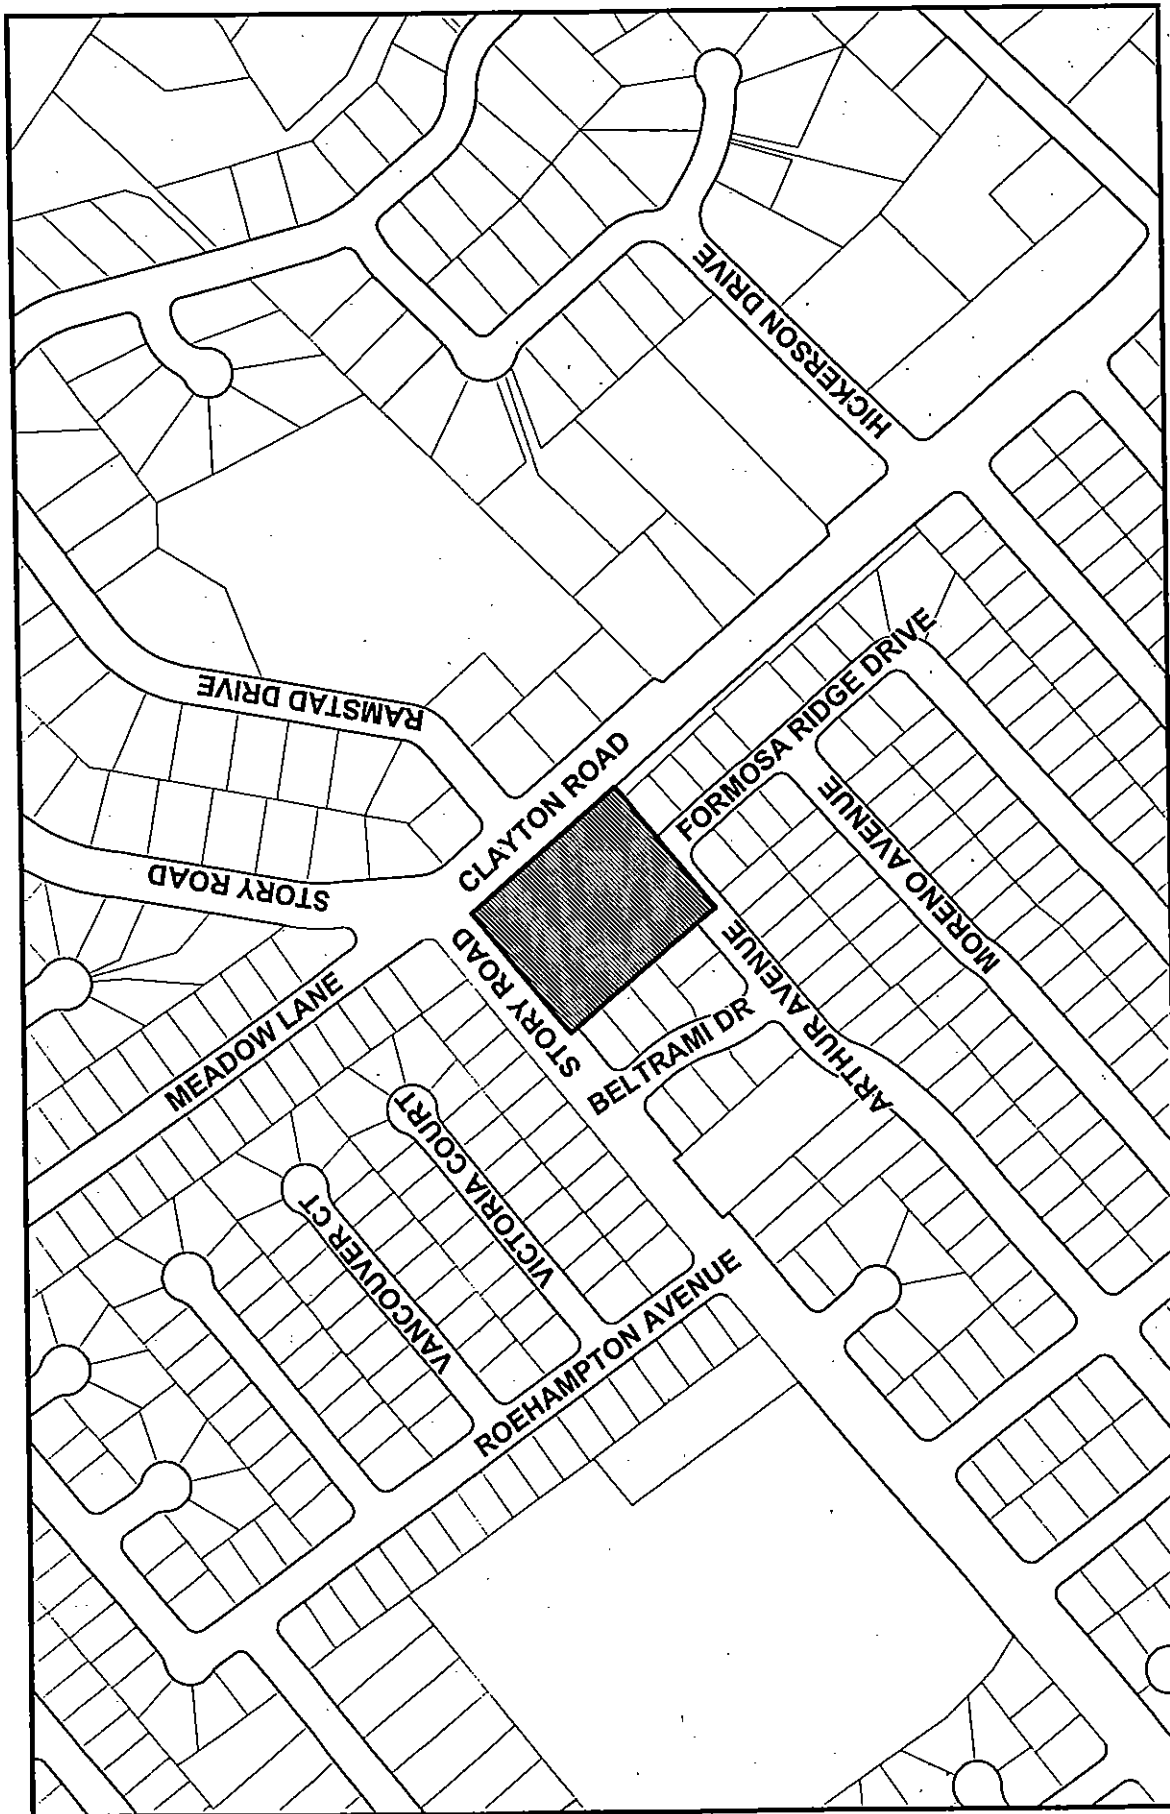 HICKERSON DRIVE
FORMOSA RIDGE DRIVE
RAMSTAD DRIVE
CLAYTON ROAD
MORENO AVENUE
STORY ROAD
STORY ROAD
MEADOW LANE
ARTHUR AVENUE
BELTRAMI DR
VICTORIA COURT
VANCOUVER CT
ROEHAMPTON AVENUE